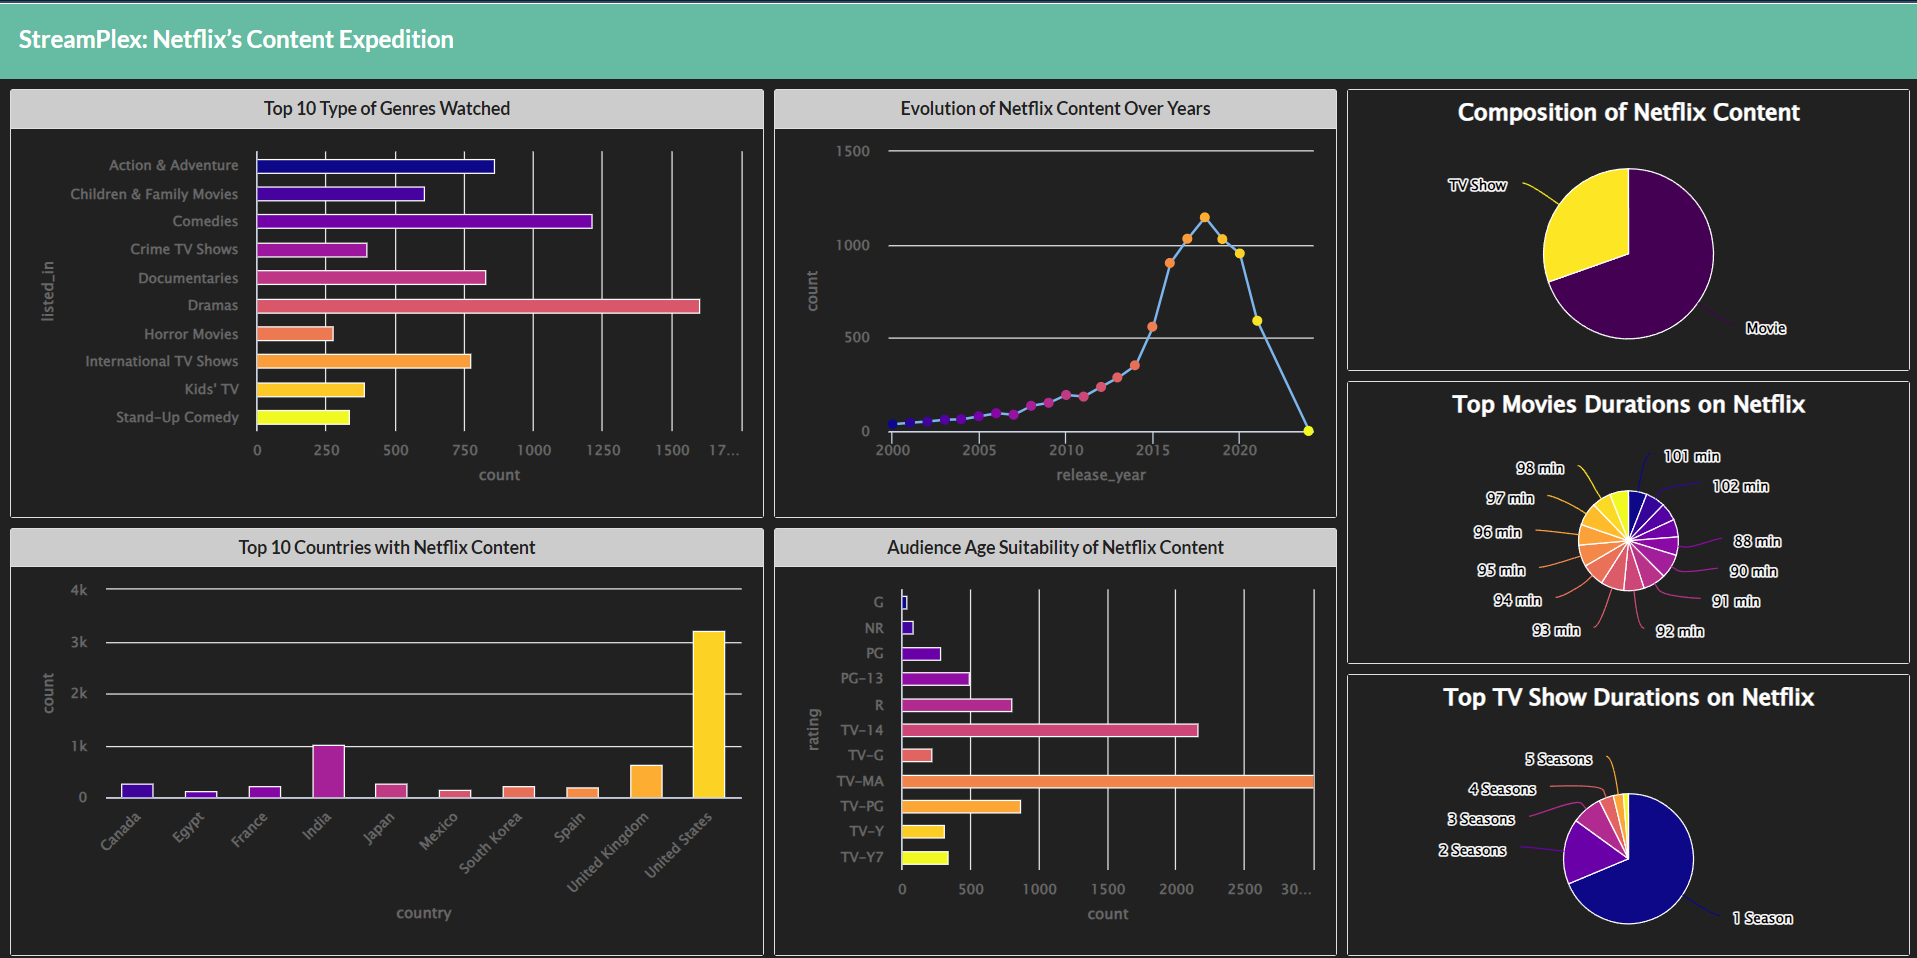 StreamPlex: Netflix’s Content Expedition
Top 10 Type of Genres Watched
listed_in
Action & Adventure
Children & Family Movies
Comedies
Crime TV Shows
Documentaries
Dramas
Horror Movies
International TV Shows
Kids' TV
Stand-Up Comedy
0 250 500 750 1000 1250 1500 17...
count
Evolution of Netflix Content Over Years
count
1500
1000
500
0
2000 2005 2010 2015 2020
release_year
Composition of Netflix Content
TV Show
Movie
Top Movies Durations on Netflix
101 min
102 min
88 min
90 min
91 min
92 min
93 min
94 min
95 min
96 min
97 min
98 min
Top 10 Countries with Netflix Content
count
4k
3k
2k
1k
0
Canada
Egypt
France
India
Japan
Mexico
South Korea
Spain
United Kingdom
United States
country
Audience Age Suitability of Netflix Content
rating
G
NR
PG
PG-13
R
TV-14
TV-G
TV-MA
TV-PG
TV-Y
TV-Y7
0 500 1000 1500 2000 2500 30...
count
Top TV Show Durations on Netflix
5 Seasons
4 Seasons
3 Seasons
2 Seasons
1 Season